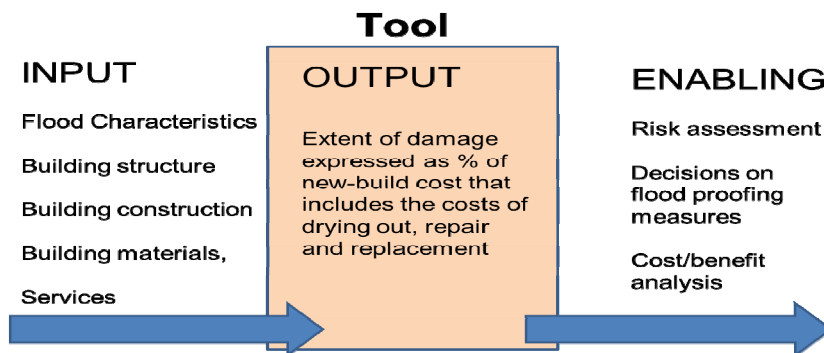 Tool
INPUT
Flood Characteristics
Building structure
Building construction
Building materials,
Services
OUTPUT
Extent of damage
expressed as % of
new-build cost that
includes the costs of
drying out, repair
and replacement
ENABLING
Risk assessment
Decisions on
flood proofing
measures
Cost/benefit
analysis